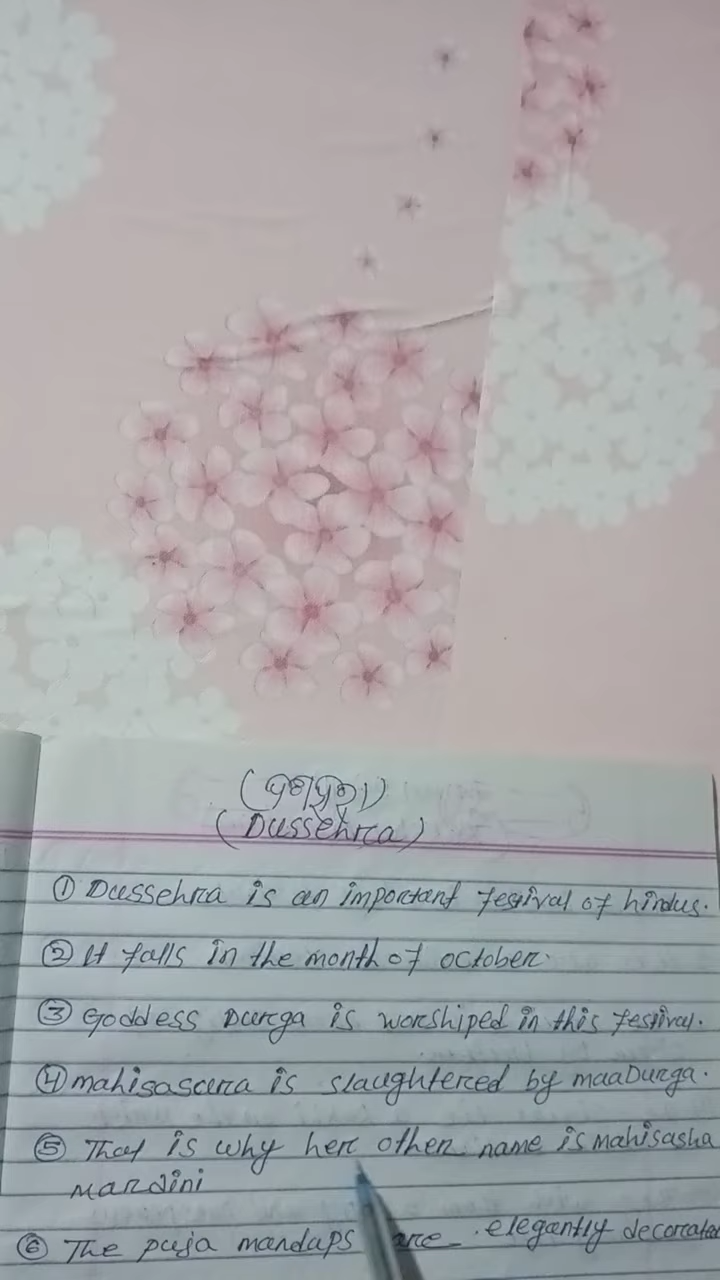 (ଦଶହରା)
(Dussehra)
① Dussehra is an important festival of hindus.
② It falls in the month of october.
③ Goddess Durga is worshiped in this festival.
④ mahisasura is slaughtered by maaDurga.
⑤ That is why her other name is mahisasha
mardini
⑥ The puja mandaps are elegantly decorated